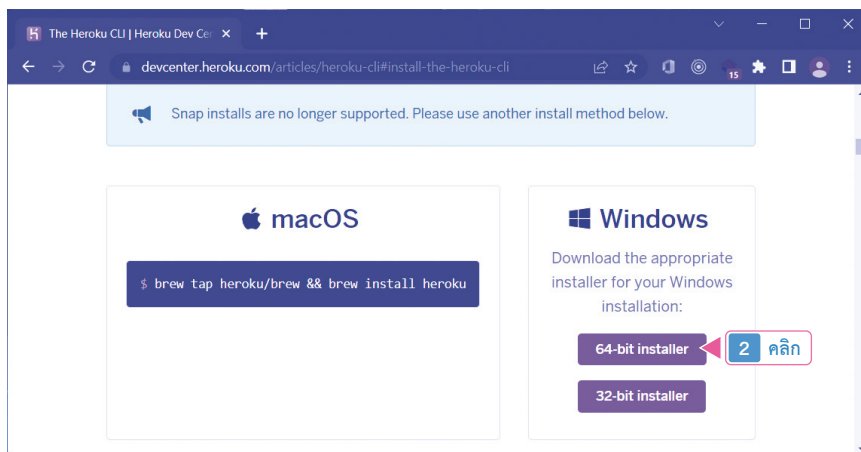 The Heroku CLI | Heroku Dev Cen
devcenter.heroku.com/articles/heroku-cli#install-the-heroku-cli
15
Snap installs are no longer supported. Please use another install method below.
macOS
$ brew tap heroku/brew && brew install heroku
Windows
Download the appropriate
installer for your Windows
installation:
64-bit installer
2 คลิก
32-bit installer